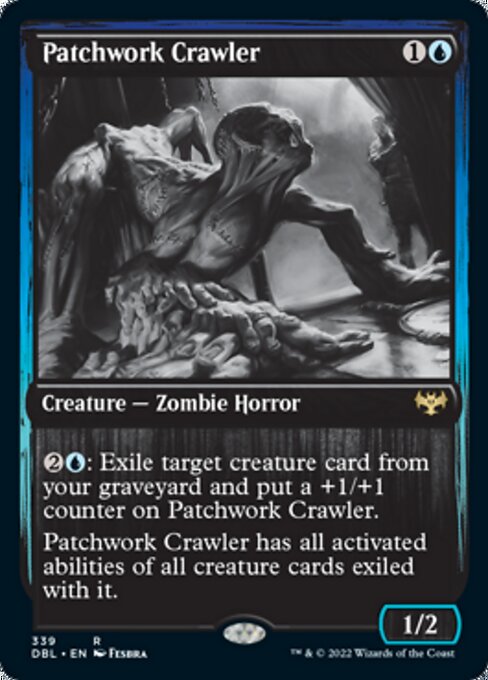 Patchwork Crawler 1
Creature — Zombie Horror
2: Exile target creature card from
your graveyard and put a +1/+1
counter on Patchwork Crawler.
Patchwork Crawler has all activated
abilities of all creature cards exiled
with it.
1/2
339 R
DBL • EN Fesbra
™ & © 2022 Wizards of the Coast